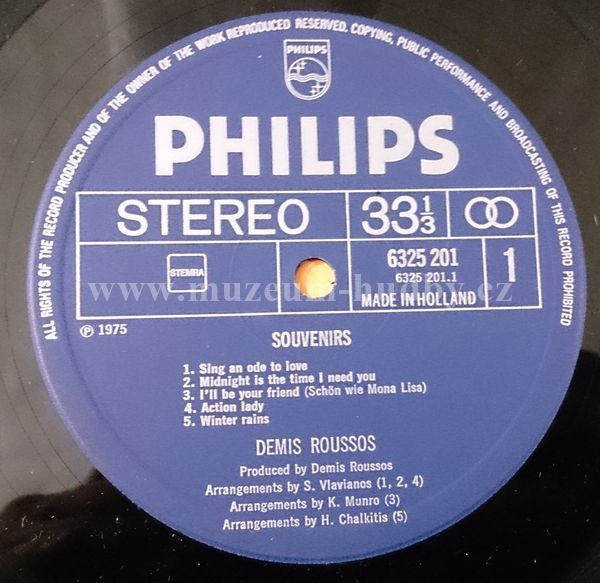 ALL RIGHTS OF THE RECORD PRODUCER AND OF THE OWNER OF THE WORK REPRODUCED RESERVED. COPYING, PUBLIC PERFORMANCE AND BROADCASTING OF THIS RECORD PROHIBITED
PHILIPS
PHILIPS
STEREO 33 1/3
STEMRA
6325 201
6325 201.1
1
MADE IN HOLLAND
www.muzeum-hudby.cz
℗ 1975
SOUVENIRS
1. Sing an ode to love
2. Midnight is the time I need you
3. I'll be your friend (Schön wie Mona Lisa)
4. Action lady
5. Winter rains
DEMIS ROUSSOS
Produced by Demis Roussos
Arrangements by S. Vlavianos (1, 2, 4)
Arrangements by K. Munro (3)
Arrangements by H. Chalkitis (5)